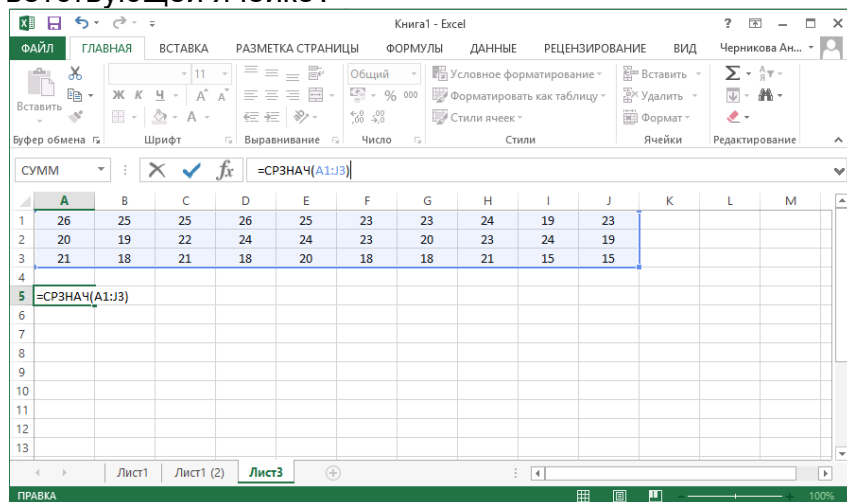 ветствующей ячейке?
Книга1 - Excel
ФАЙЛ ГЛАВНАЯ ВСТАВКА РАЗМЕТКА СТРАНИЦЫ ФОРМУЛЫ ДАННЫЕ РЕЦЕНЗИРОВАНИЕ ВИД Черникова Ан...
Вставить
Ж К Ч 11 A A
A
Буфер обмена
Шрифт
Выравнивание
Общий
% 000
Число
Условное форматирование
Форматировать как таблицу
Стили ячеек
Стили
Вставить
Удалить
Формат
Ячейки
Σ
Редактирование
СУММ fx =СРЗНАЧ(A1:J3)
A B C D E F G H I J K L M
1 26 25 25 26 25 23 23 24 19 23
2 20 19 22 24 24 23 20 23 24 19
3 21 18 21 18 20 18 18 21 15 15
4
5 =СРЗНАЧ(A1:J3)
6
7
8
9
10
11
12
13
Лист1 Лист1 (2) Лист3
ПРАВКА 100%